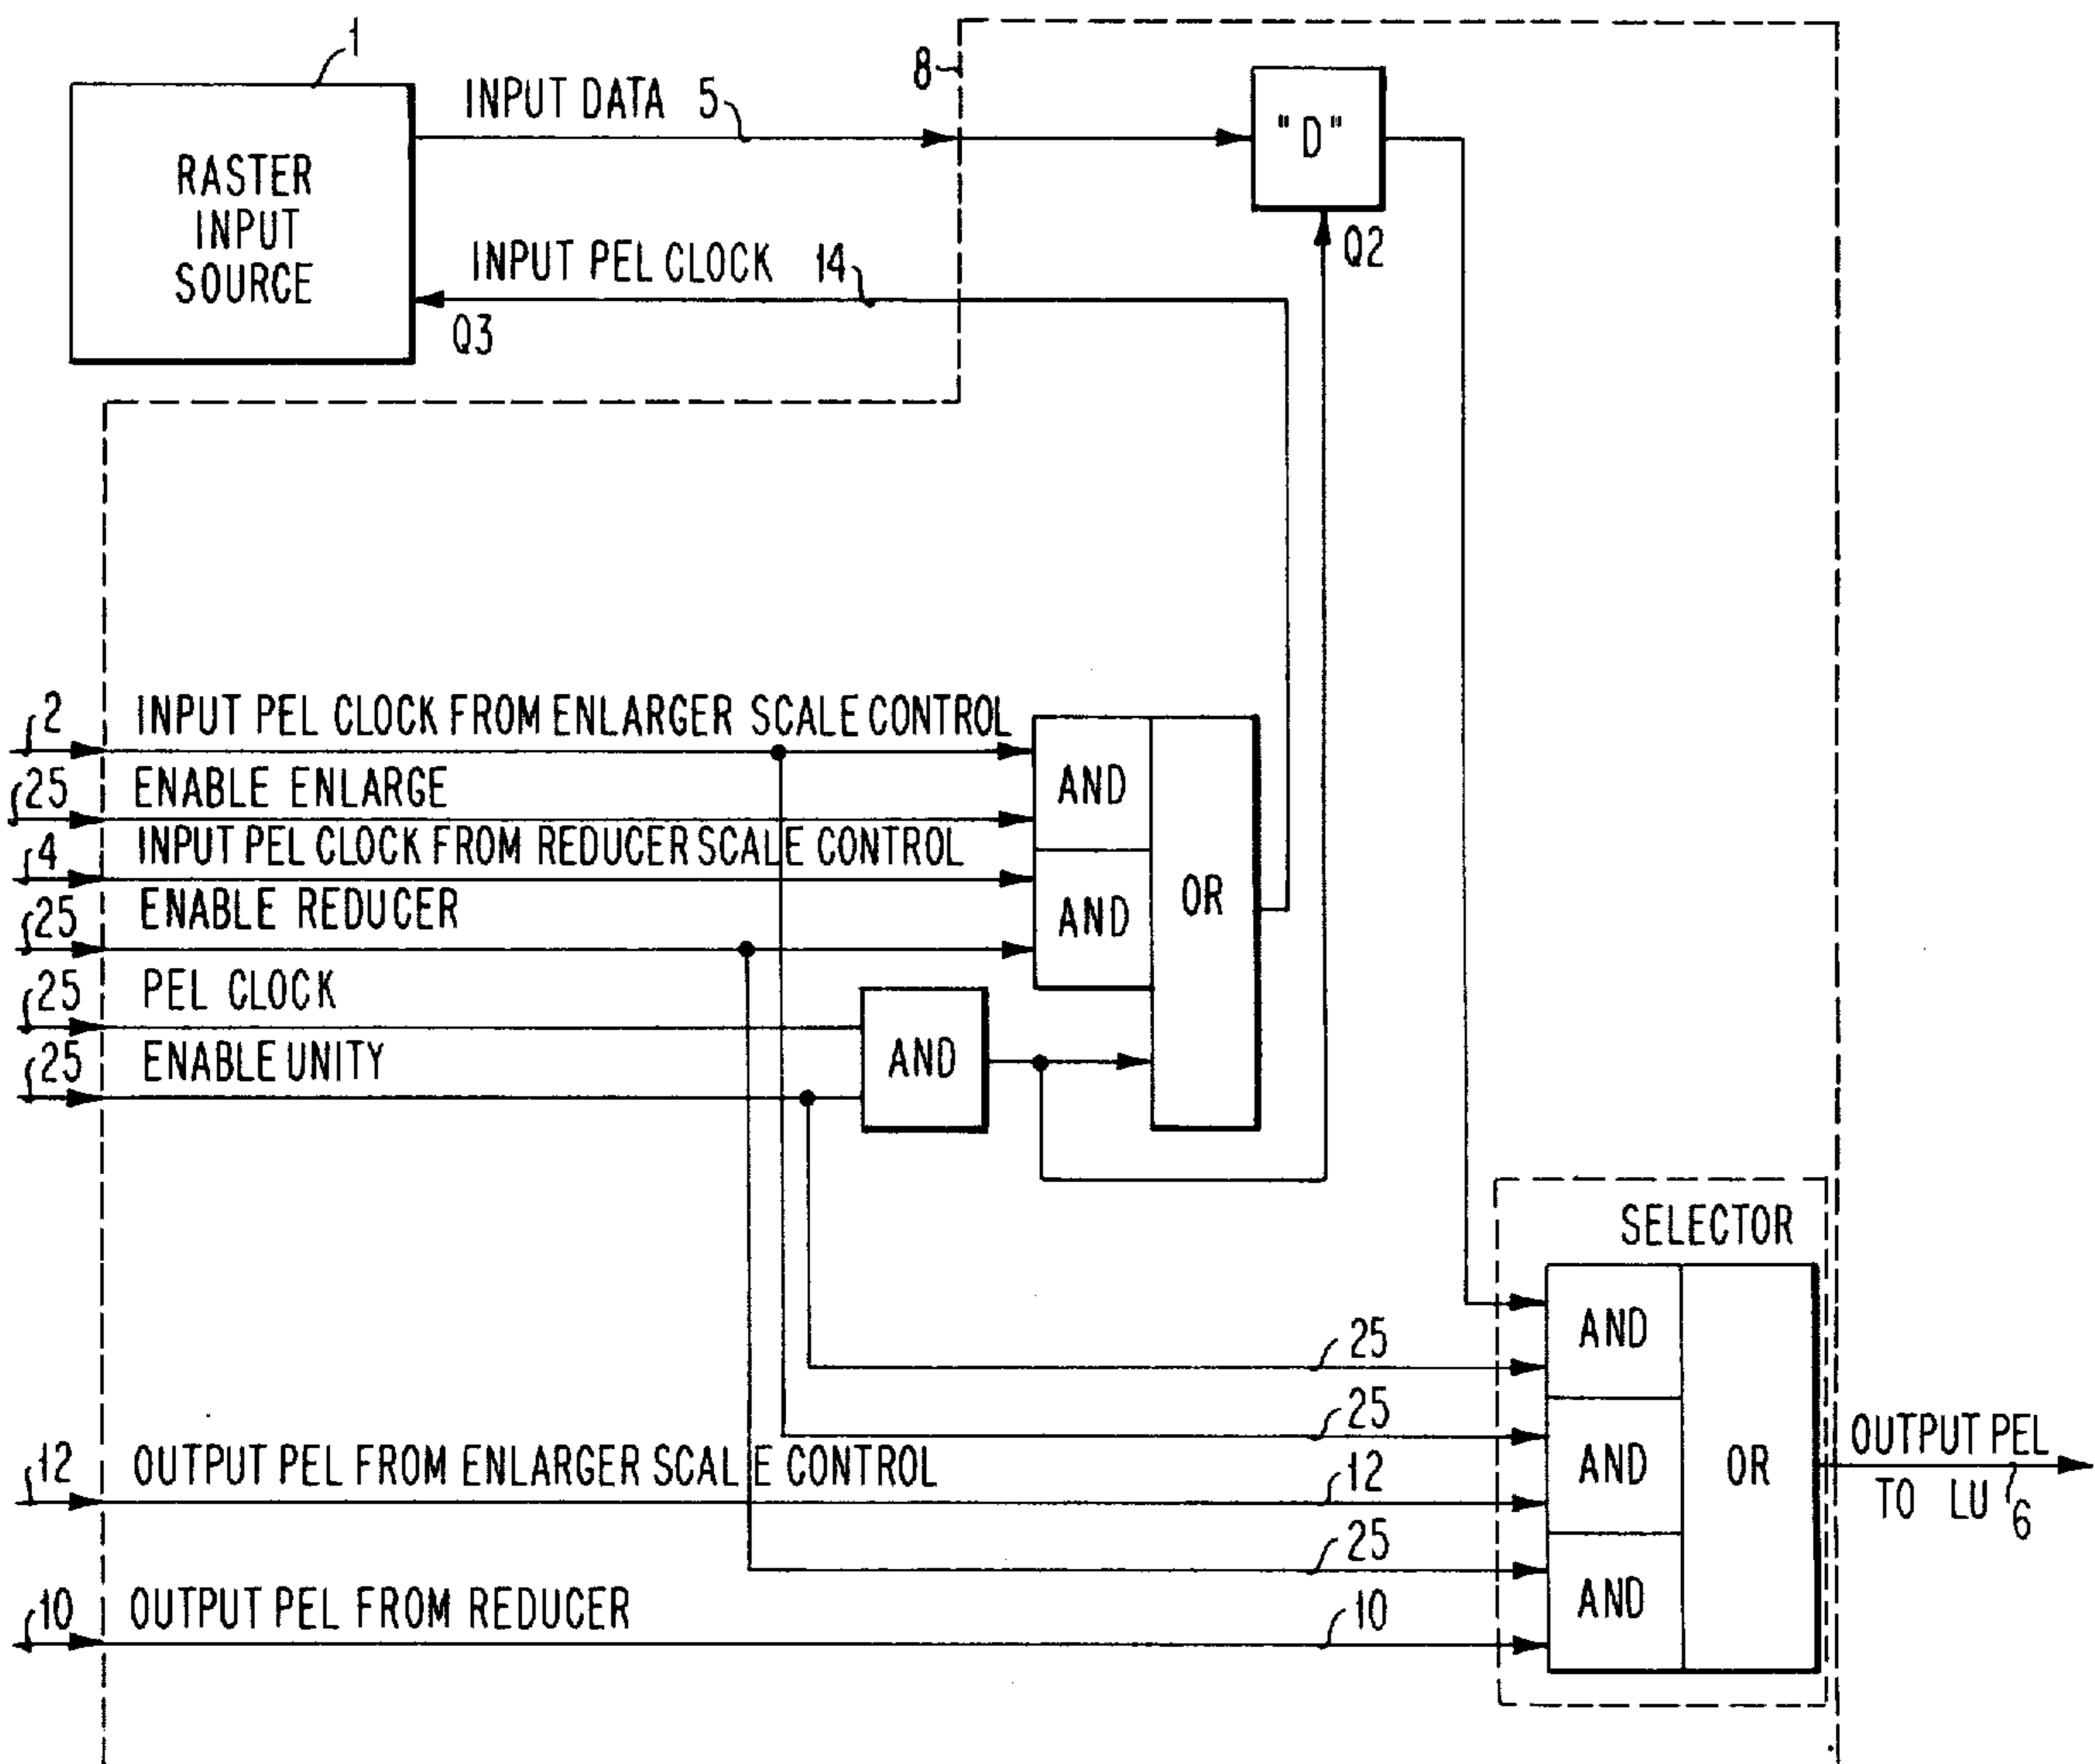 1
8
INPUT DATA 5
"D"
RASTER
INPUT
SOURCE
INPUT PEL CLOCK 14
Q2
Q3
2 INPUT PEL CLOCK FROM ENLARGER SCALE CONTROL
25 ENABLE ENLARGE
AND
4 INPUT PEL CLOCK FROM REDUCER SCALE CONTROL
25 ENABLE REDUCER
AND
OR
25 PEL CLOCK
25 ENABLE UNITY
AND
SELECTOR
25
AND
25
12 OUTPUT PEL FROM ENLARGER SCALE CONTROL
12
AND
OR
OUTPUT PEL
TO LU 6
25
10 OUTPUT PEL FROM REDUCER
10
AND